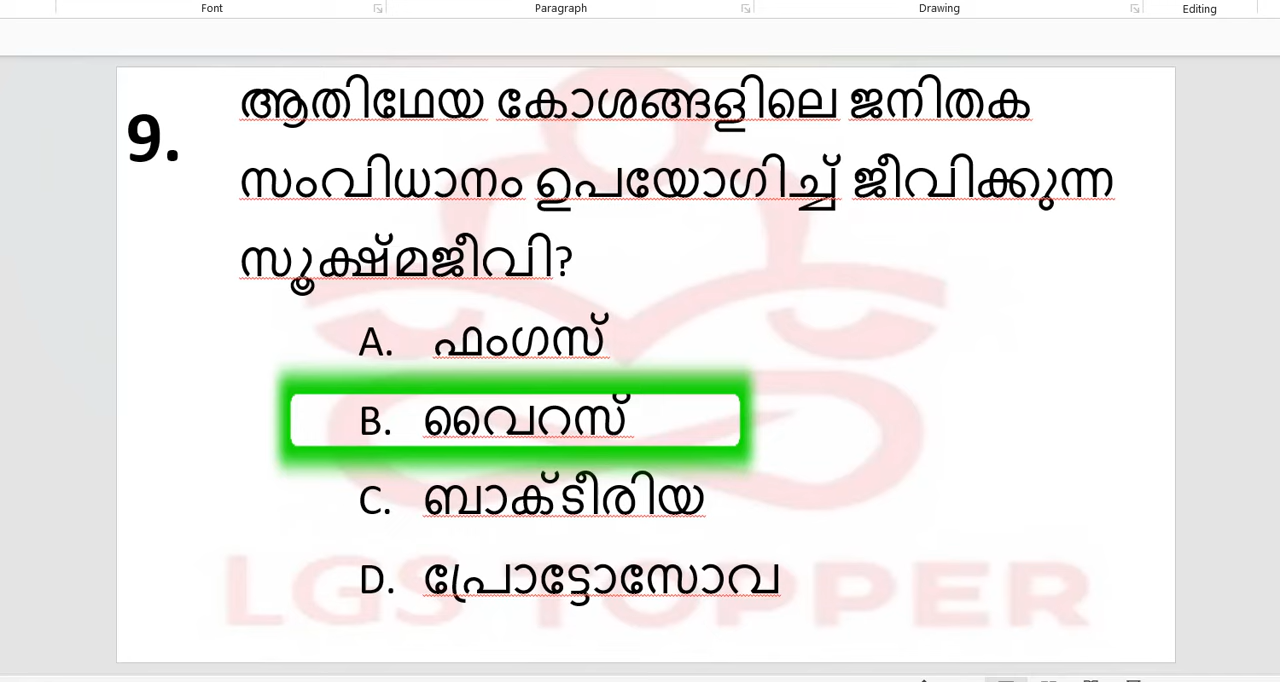 Font Paragraph Drawing Editing
9. ആതിഥേയ കോശങ്ങളിലെ ജനിതക
സംവിധാനം ഉപയോഗിച്ച് ജീവിക്കുന്ന
സൂക്ഷ്മജീവി?
A. ഫംഗസ്
B. വൈറസ്
C. ബാക്ടീരിയ
D. പ്രോട്ടോസോവ
LGS TOPPER